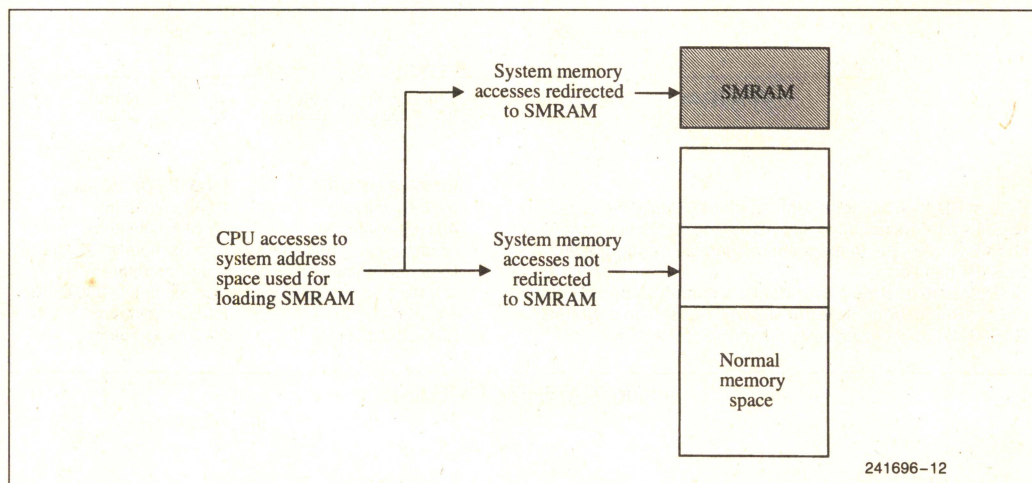 System memory
accesses redirected
to SMRAM
SMRAM
CPU accesses to
system address
space used for
loading SMRAM
System memory
accesses not
redirected
to SMRAM
Normal
memory
space
241696-12